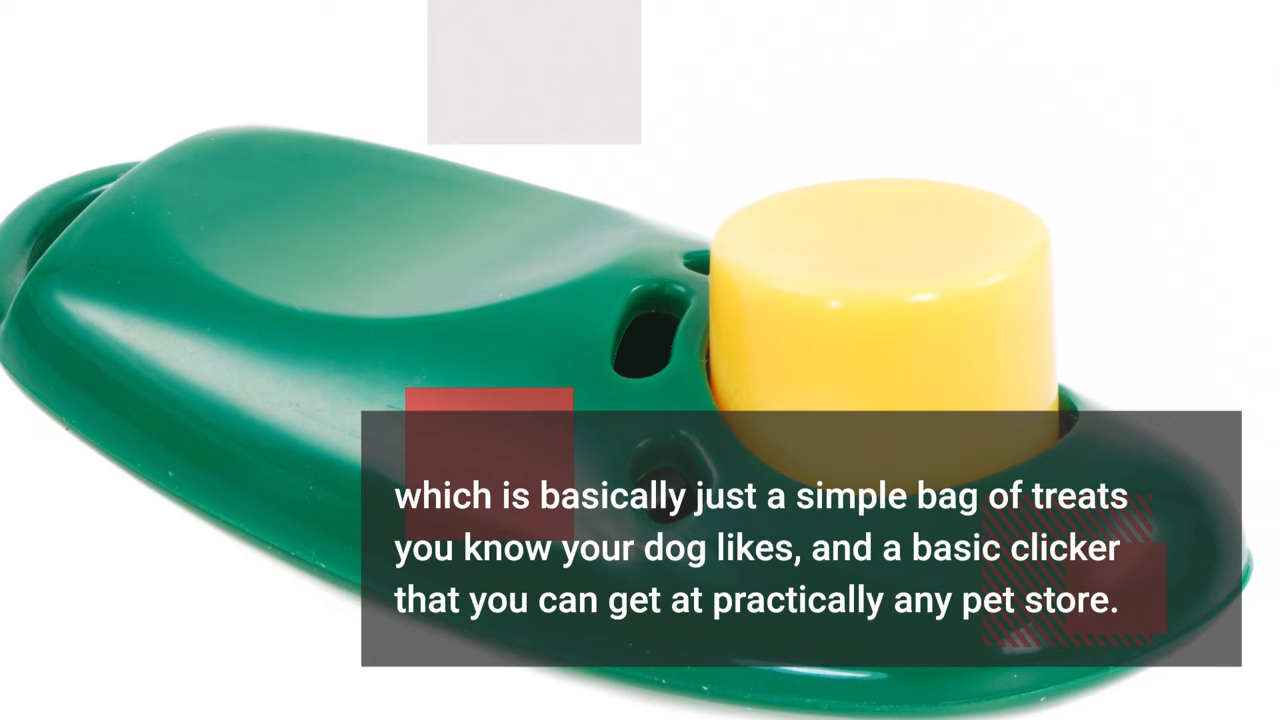 which is basically just a simple bag of treats
you know your dog likes, and a basic clicker
that you can get at practically any pet store.